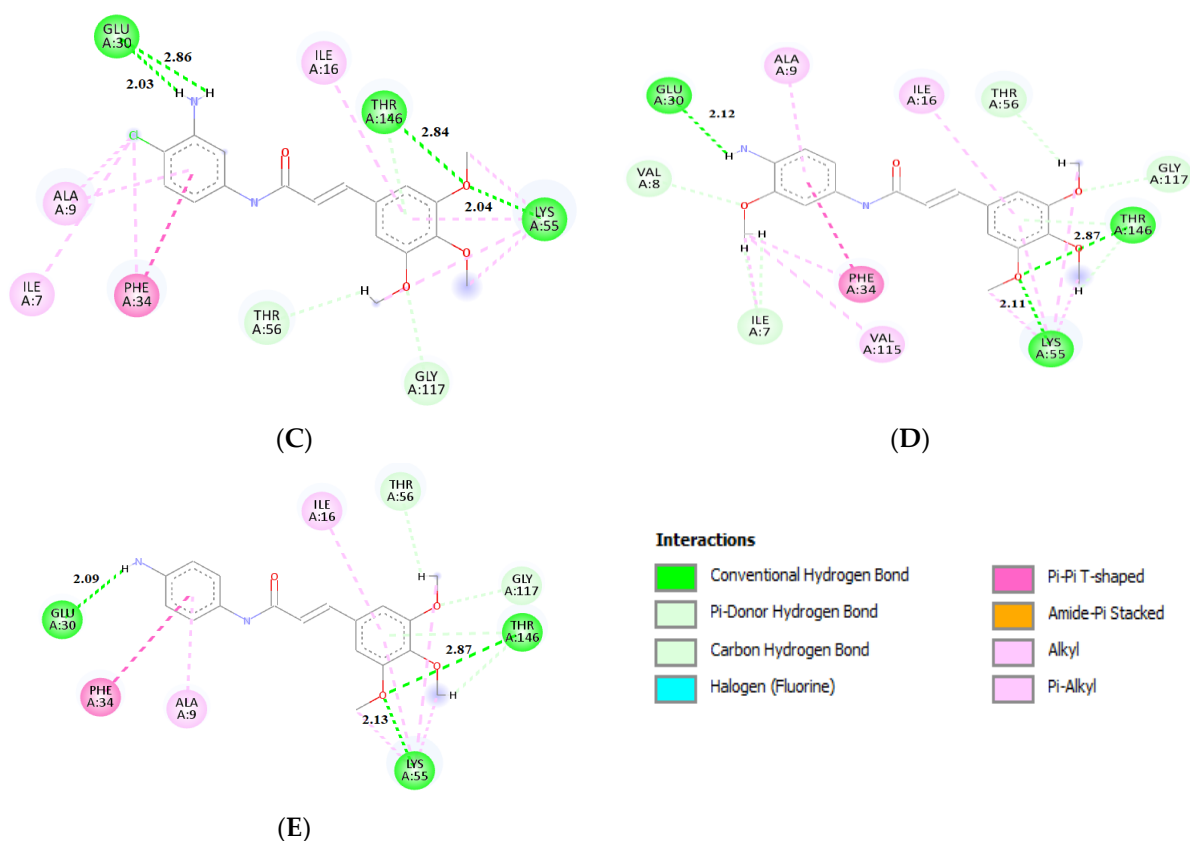 GLU
A:30
2.86
2.03
H
H
N
Cl
ILE
A:16
THR
A:146
2.84
O
O
2.04
LYS
A:55
ALA
A:9
N
H
O
O
H
ILE
A:7
PHE
A:34
THR
A:56
GLY
A:117
(C)
ALA
A:9
GLU
A:30
2.12
ILE
A:16
THR
A:56
N
H
H
VAL
A:8
O
O
N
H
O
GLY
A:117
H
H
2.87
THR
A:146
O
O
H
PHE
A:34
ILE
A:7
VAL
A:115
2.11
LYS
A:55
(D)
THR
A:56
ILE
A:16
N
H
2.09
H
O
O
GLY
A:117
GLU
A:30
N
H
THR
A:146
2.87
O
O
H
PHE
A:34
ALA
A:9
2.13
LYS
A:55
(E)
Interactions
Conventional Hydrogen Bond
Pi-Donor Hydrogen Bond
Carbon Hydrogen Bond
Halogen (Fluorine)
Pi-Pi T-shaped
Amide-Pi Stacked
Alkyl
Pi-Alkyl